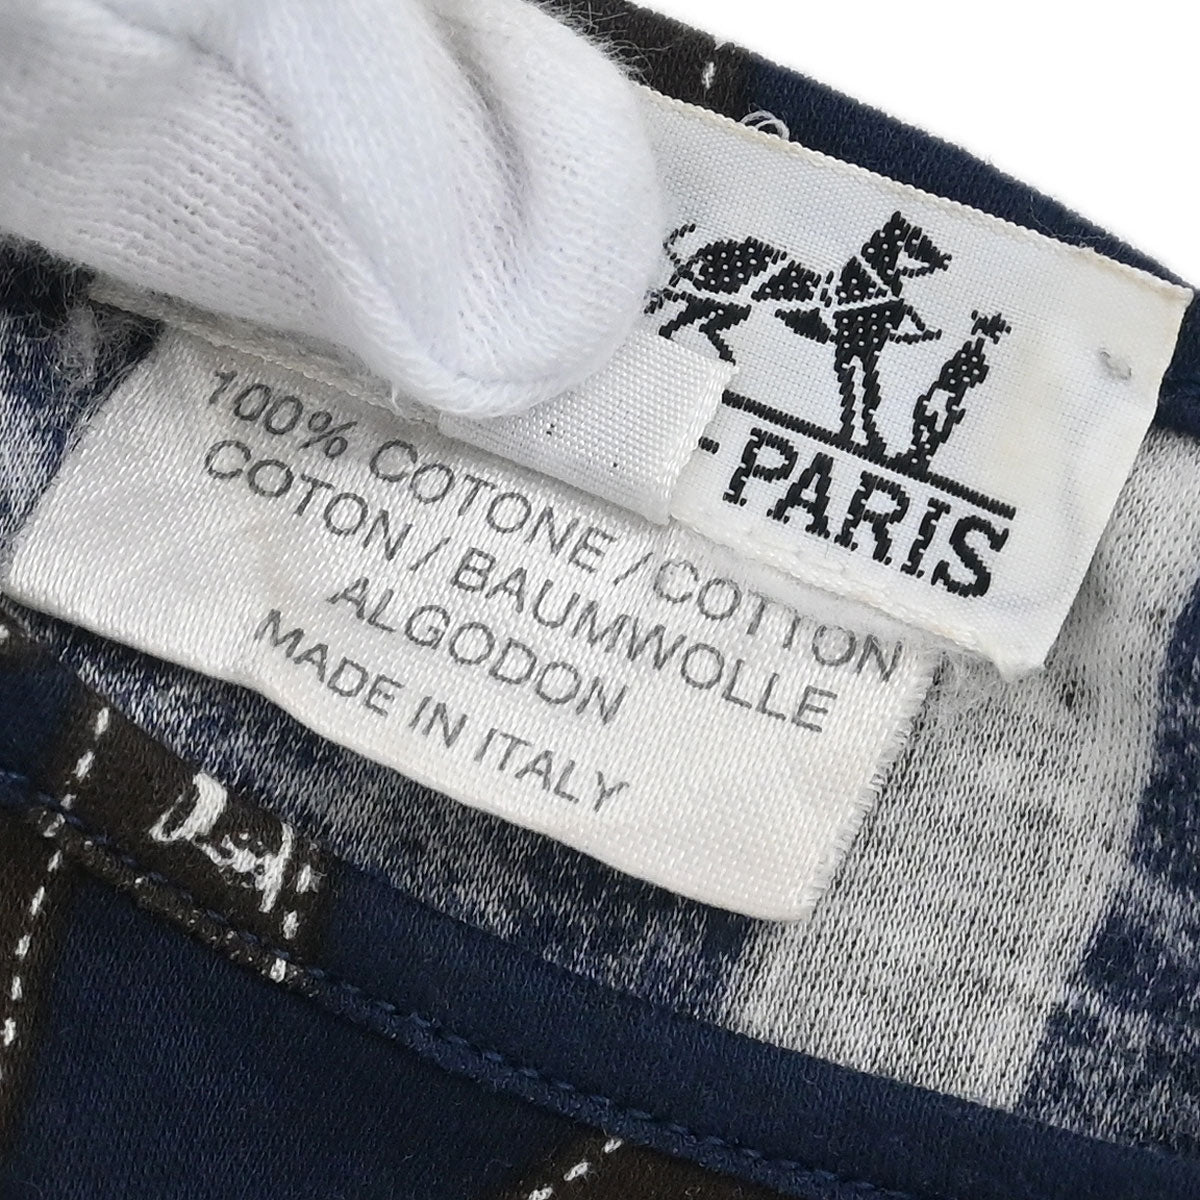 - PARIS
100% COTONE / COTTON
COTON / BAUMWOLLE
ALGODON
MADE IN ITALY